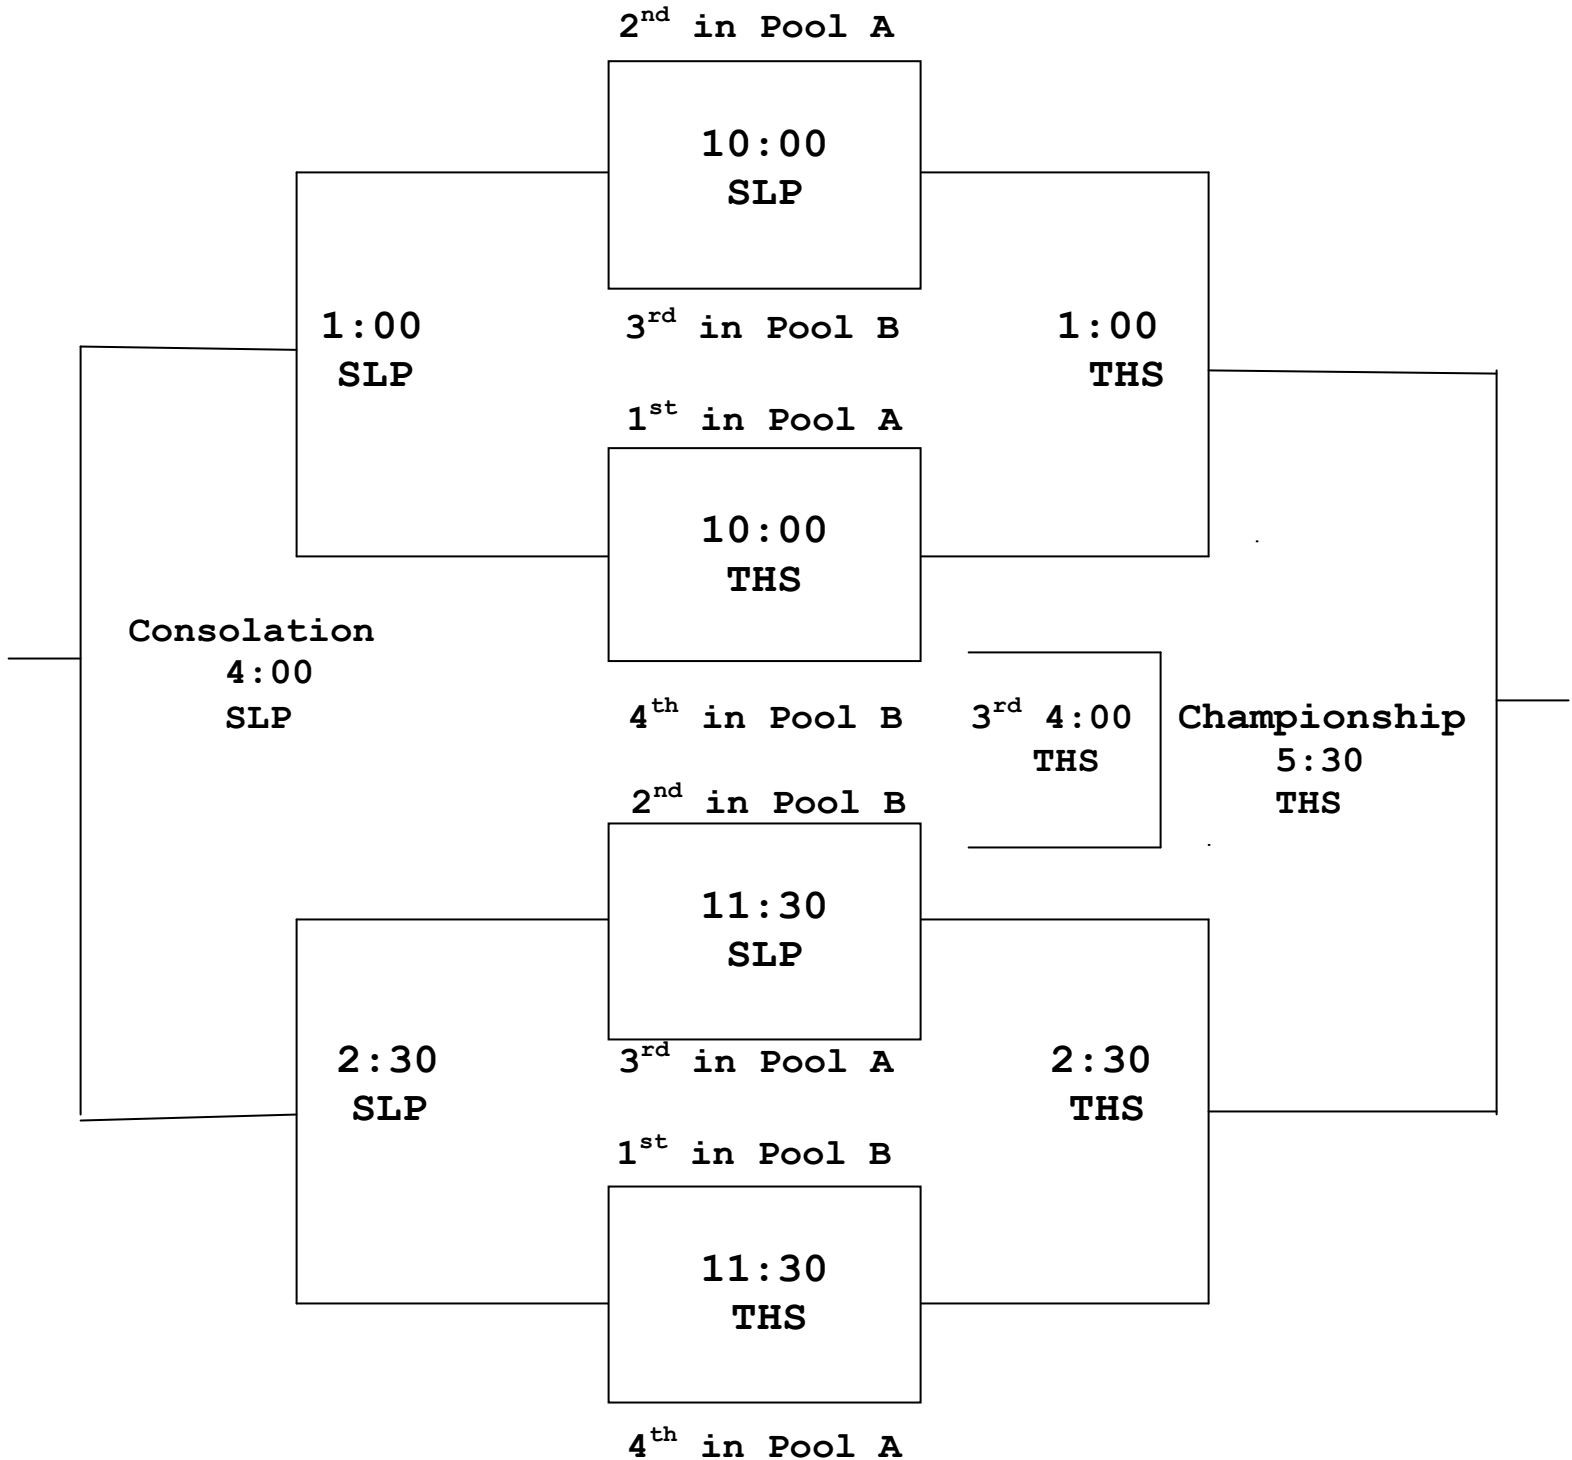 2nd in Pool A
10:00
SLP
3rd in Pool B
1:00
SLP
1:00
THS
1st in Pool A
10:00
THS
4th in Pool B
Consolation
4:00
SLP
3rd 4:00
THS
Championship
5:30
THS
2nd in Pool B
11:30
SLP
3rd in Pool A
2:30
SLP
2:30
THS
1st in Pool B
11:30
THS
4th in Pool A